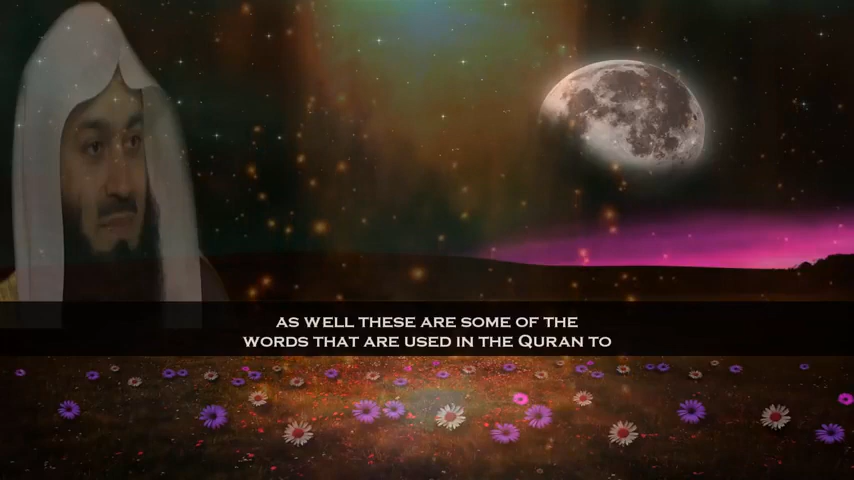 AS WELL THESE ARE SOME OF THE
WORDS THAT ARE USED IN THE QURAN TO